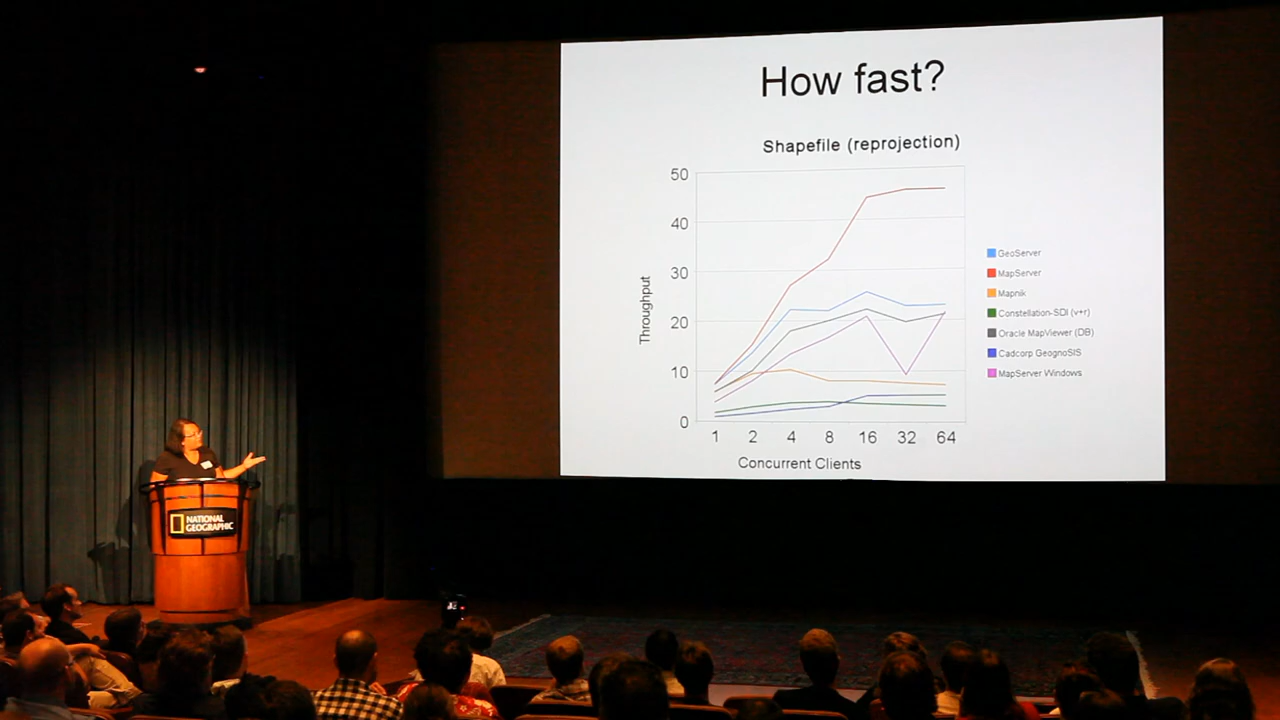 How fast?
Shapefile (reprojection)
50
40
30
20
10
0
Throughput
1 2 4 8 16 32 64
Concurrent Clients
GeoServer
MapServer
Mapnik
Constellation-SDI (v+r)
Oracle MapViewer (DB)
Cadcorp GeognoSIS
MapServer Windows
NATIONAL
GEOGRAPHIC